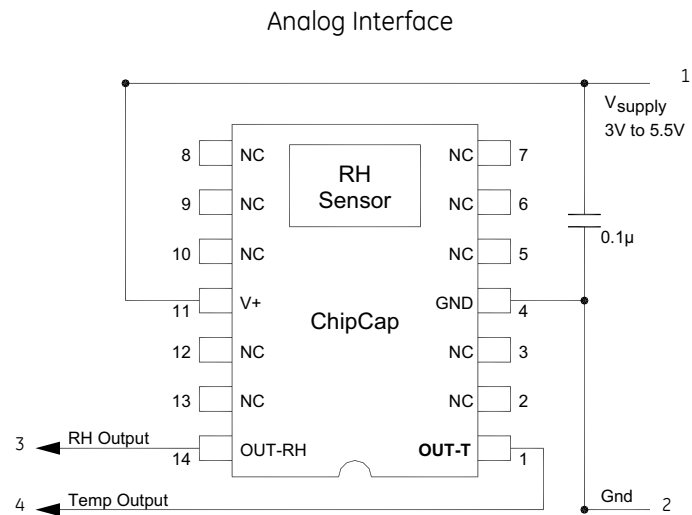 Analog Interface
1
Vsupply
3V to 5.5V
8 NC NC 7
RH
Sensor
9 NC NC 6
10 NC NC 5
0.1µ
11 V+ GND 4
ChipCap
12 NC NC 3
13 NC NC 2
3 RH Output 14 OUT-RH OUT-T 1
4 Temp Output Gnd 2